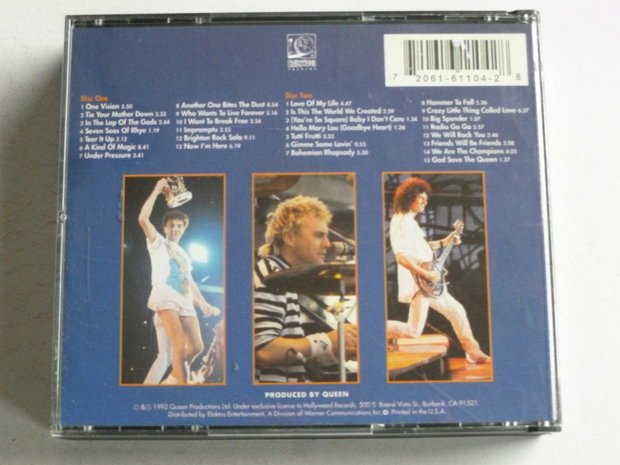 7 2061-61104-2 8
Disc One
1 One Vision 5.50
2 Tie Your Mother Down 3.52
3 In The Lap Of The Gods 2.44
4 Seven Seas Of Rhye 1.19
5 Tear It Up 2.12
6 A Kind Of Magic 8.41
7 Under Pressure 3.41
8 Another One Bites The Dust 4.54
9 Who Wants To Live Forever 5.16
10 I Want To Break Free 3.34
11 Impromptu 2.55
12 Brighton Rock Solo 9.11
13 Now I'm Here 6.19
Disc Two
1 Love Of My Life 4.47
2 Is This The World We Created 2.59
3 (You're So Square) Baby I Don't Care 1.34
4 Hello Mary Lou (Goodbye Heart) 1.24
5 Tutti Frutti 3.23
6 Gimme Some Lovin' 0.55
7 Bohemian Rhapsody 5.50
8 Hammer To Fall 5.36
9 Crazy Little Thing Called Love 6.27
10 Big Spender 1.07
11 Radio Ga Ga 5.57
12 We Will Rock You 2.46
13 Friends Will Be Friends 2.08
14 We Are The Champions 4.05
15 God Save The Queen 1.27
PRODUCED BY QUEEN
© & ℗ 1992 Queen Productions Ltd. Under exclusive license to Hollywood Records, 500 S. Buena Vista St., Burbank, CA 91521.
Distributed by Elektra Entertainment, A Division of Warner Communications Inc. Printed in the U.S.A.